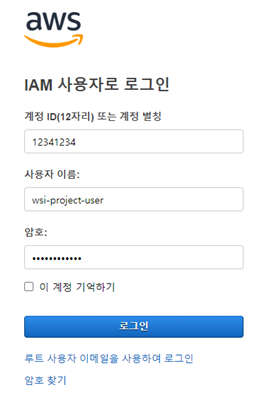 aws
IAM 사용자로 로그인
계정 ID(12자리) 또는 계정 별칭
12341234
사용자 이름:
wsi-project-user
암호:
••••••••••••
이 계정 기억하기
로그인
루트 사용자 이메일을 사용하여 로그인
암호 찾기